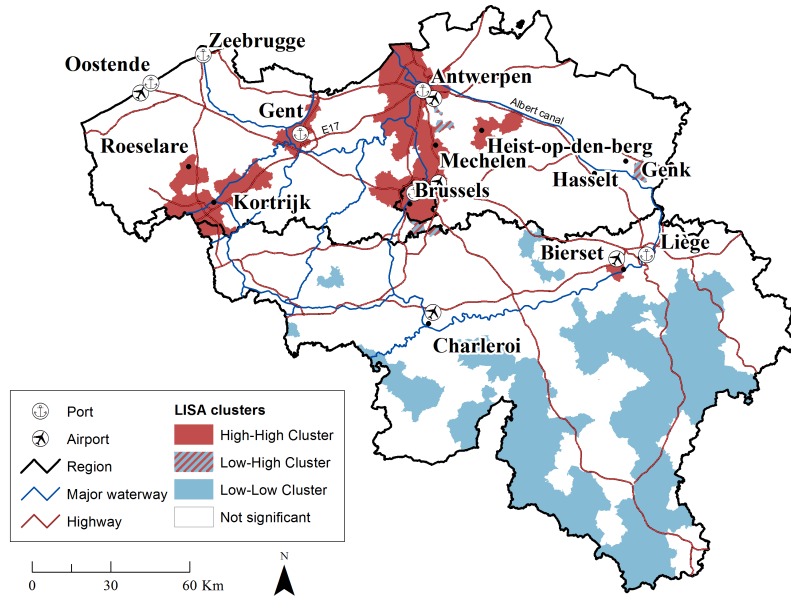 Zeebrugge
Oostende
Antwerpen
Gent
Albert canal
E17
Roeselare
Heist-op-den-berg
Mechelen
Genk
Hasselt
Brussels
Kortrijk
Liège
Bierset
Charleroi
Port
Airport
Region
Major waterway
Highway
LISA clusters
High-High Cluster
Low-High Cluster
Low-Low Cluster
Not significant
0 30 60 Km
N